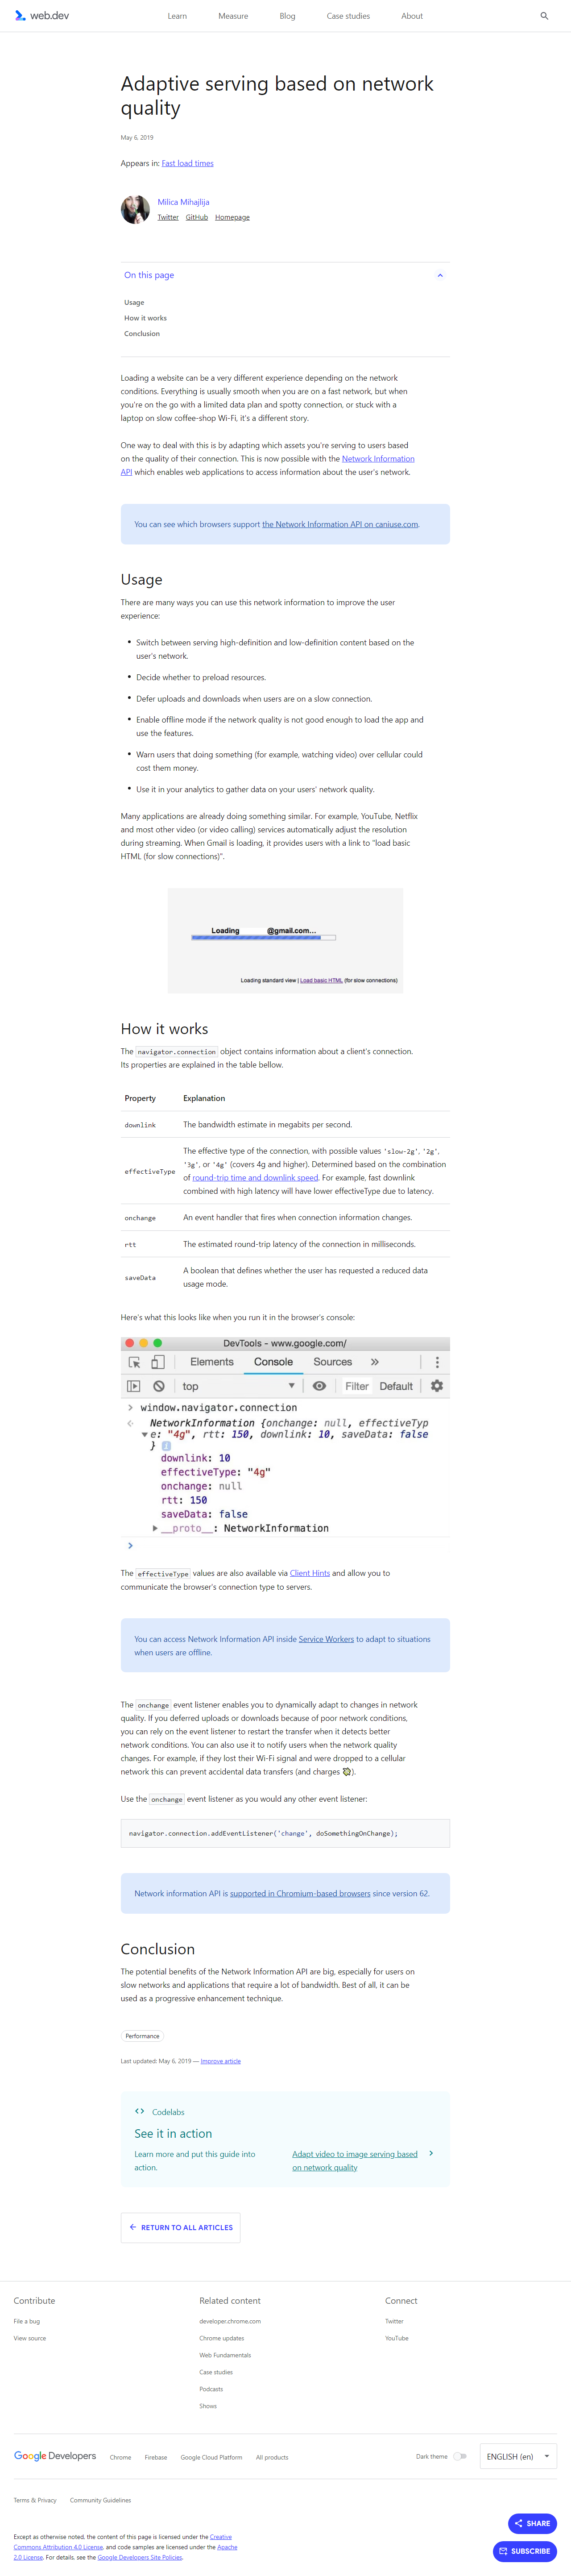 web.dev
Learn
Measure
Blog
Case studies
About
Adaptive serving based on network
quality
May 6, 2019
Appears in: Fast load times
Milica Mihajlija
Twitter GitHub Homepage
On this page
Usage
How it works
Conclusion
Loading a website can be a very different experience depending on the network
conditions. Everything is usually smooth when you are on a fast network, but when
you're on the go with a limited data plan and spotty connection, or stuck with a
laptop on slow coffee-shop Wi-Fi, it's a different story.
One way to deal with this is by adapting which assets you're serving to users based
on the quality of their connection. This is now possible with the Network Information
API which enables web applications to access information about the user's network.
You can see which browsers support the Network Information API on caniuse.com.
Usage
There are many ways you can use this network information to improve the user
experience:
Switch between serving high-definition and low-definition content based on the
user's network.
Decide whether to preload resources.
Defer uploads and downloads when users are on a slow connection.
Enable offline mode if the network quality is not good enough to load the app and
use the features.
Warn users that doing something (for example, watching video) over cellular could
cost them money.
Use it in your analytics to gather data on your users' network quality.
Many applications are already doing something similar. For example, YouTube, Netflix
and most other video (or video calling) services automatically adjust the resolution
during streaming. When Gmail is loading, it provides users with a link to "load basic
HTML (for slow connections)".
Loading @gmail.com...
Loading standard view | Load basic HTML (for slow connections)
How it works
The navigator.connection object contains information about a client's connection.
Its properties are explained in the table bellow.
Property Explanation
downlink The bandwidth estimate in megabits per second.
effectiveType The effective type of the connection, with possible values 'slow-2g', '2g',
'3g', or '4g' (covers 4g and higher). Determined based on the combination
of round-trip time and downlink speed. For example, fast downlink
combined with high latency will have lower effectiveType due to latency.
onchange An event handler that fires when connection information changes.
rtt The estimated round-trip latency of the connection in milliseconds.
saveData A boolean that defines whether the user has requested a reduced data
usage mode.
Here's what this looks like when you run it in the browser's console:
DevTools - www.google.com/
Elements Console Sources »
top Filter Default
> window.navigator.connection
NetworkInformation {onchange: null, effectiveTyp
e: "4g", rtt: 150, downlink: 10, saveData: false
}
downlink: 10
effectiveType: "4g"
onchange: null
rtt: 150
saveData: false
__proto__: NetworkInformation
>
The effectiveType values are also available via Client Hints and allow you to
communicate the browser's connection type to servers.
You can access Network Information API inside Service Workers to adapt to situations
when users are offline.
The onchange event listener enables you to dynamically adapt to changes in network
quality. If you deferred uploads or downloads because of poor network conditions,
you can rely on the event listener to restart the transfer when it detects better
network conditions. You can also use it to notify users when the network quality
changes. For example, if they lost their Wi-Fi signal and were dropped to a cellular
network this can prevent accidental data transfers (and charges 💸).
Use the onchange event listener as you would any other event listener:
navigator.connection.addEventListener('change', doSomethingOnChange);
Network information API is supported in Chromium-based browsers since version 62.
Conclusion
The potential benefits of the Network Information API are big, especially for users on
slow networks and applications that require a lot of bandwidth. Best of all, it can be
used as a progressive enhancement technique.
Performance
Last updated: May 6, 2019 — Improve article
Codelabs
See it in action
Learn more and put this guide into
action.
Adapt video to image serving based
on network quality
RETURN TO ALL ARTICLES
Contribute
File a bug
View source
Related content
developer.chrome.com
Chrome updates
Web Fundamentals
Case studies
Podcasts
Shows
Connect
Twitter
YouTube
Google Developers
Chrome
Firebase
Google Cloud Platform
All products
Dark theme
ENGLISH (en)
Terms & Privacy
Community Guidelines
Except as otherwise noted, the content of this page is licensed under the Creative
Commons Attribution 4.0 License, and code samples are licensed under the Apache
2.0 License. For details, see the Google Developers Site Policies.
SHARE
SUBSCRIBE